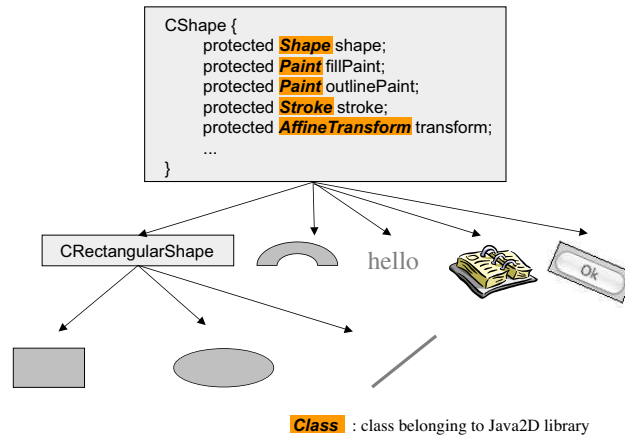 CShape {
protected Shape shape;
protected Paint fillPaint;
protected Paint outlinePaint;
protected Stroke stroke;
protected AffineTransform transform;
...
}
CRectangularShape
hello
Ok
Class : class belonging to Java2D library